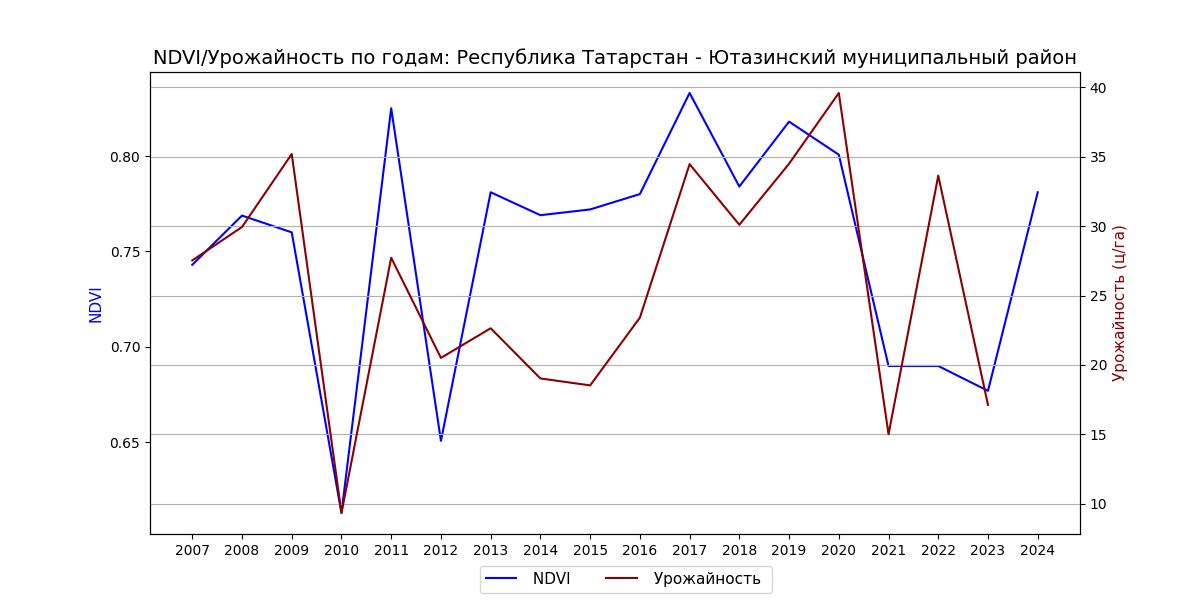 NDVI/Урожайность по годам: Республика Татарстан - Ютазинский муниципальный район
0.80
0.75
0.70
0.65
NDVI
40
35
30
25
20
15
10
Урожайность (ц/га)
2007 2008 2009 2010 2011 2012 2013 2014 2015 2016 2017 2018 2019 2020 2021 2022 2023 2024
NDVI Урожайность